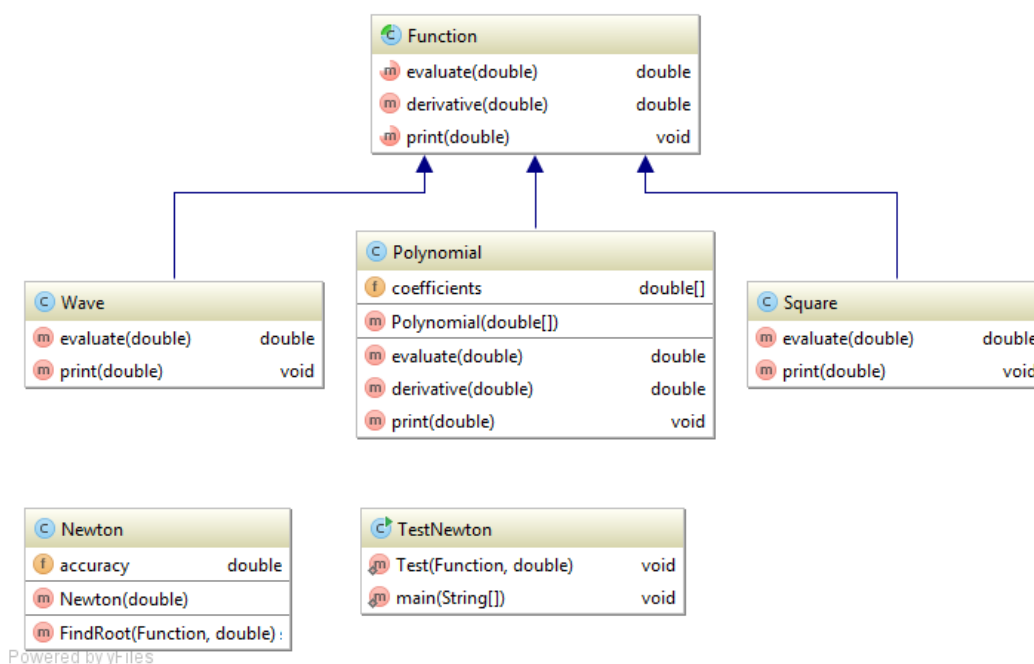 Function
evaluate(double) double
derivative(double) double
print(double) void
Polynomial
coefficients double[]
Polynomial(double[])
evaluate(double) double
derivative(double) double
print(double) void
Wave
evaluate(double) double
print(double) void
Square
evaluate(double) double
print(double) void
Newton
accuracy double
Newton(double)
FindRoot(Function, double)
TestNewton
Test(Function, double) void
main(String[]) void
Powered by yFiles